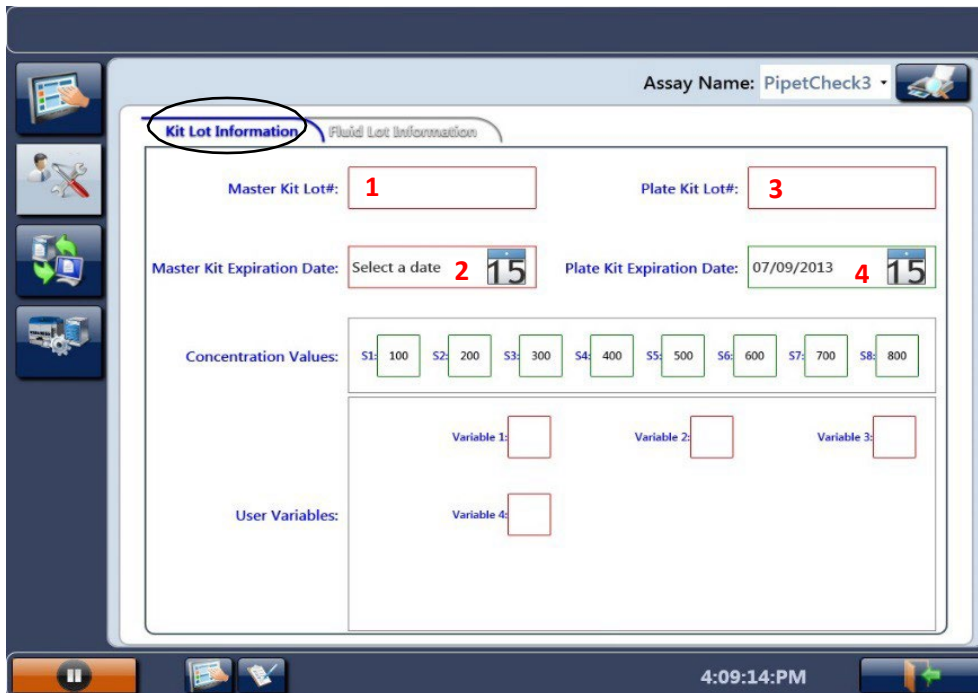 Assay Name: PipetCheck3
Kit Lot Information Fluid Lot Information
Master Kit Lot#: 1 Plate Kit Lot#: 3
Master Kit Expiration Date: Select a date 2 15 Plate Kit Expiration Date: 07/09/2013 4 15
Concentration Values: S1: 100 S2: 200 S3: 300 S4: 400 S5: 500 S6: 600 S7: 700 S8: 800
Variable 1: Variable 2: Variable 3:
User Variables: Variable 4:
4:09:14:PM